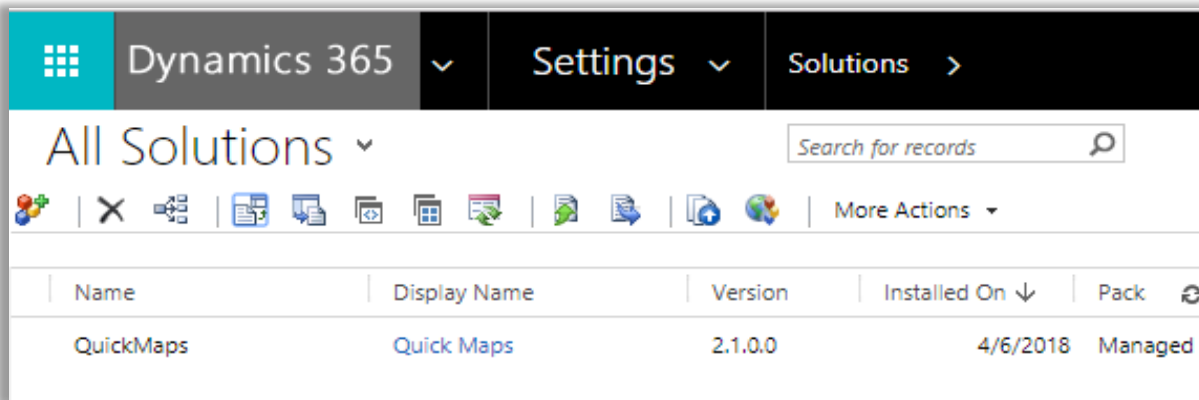 Dynamics 365 Settings Solutions
All Solutions Search for records
More Actions
Name Display Name Version Installed On Pack
QuickMaps Quick Maps 2.1.0.0 4/6/2018 Managed